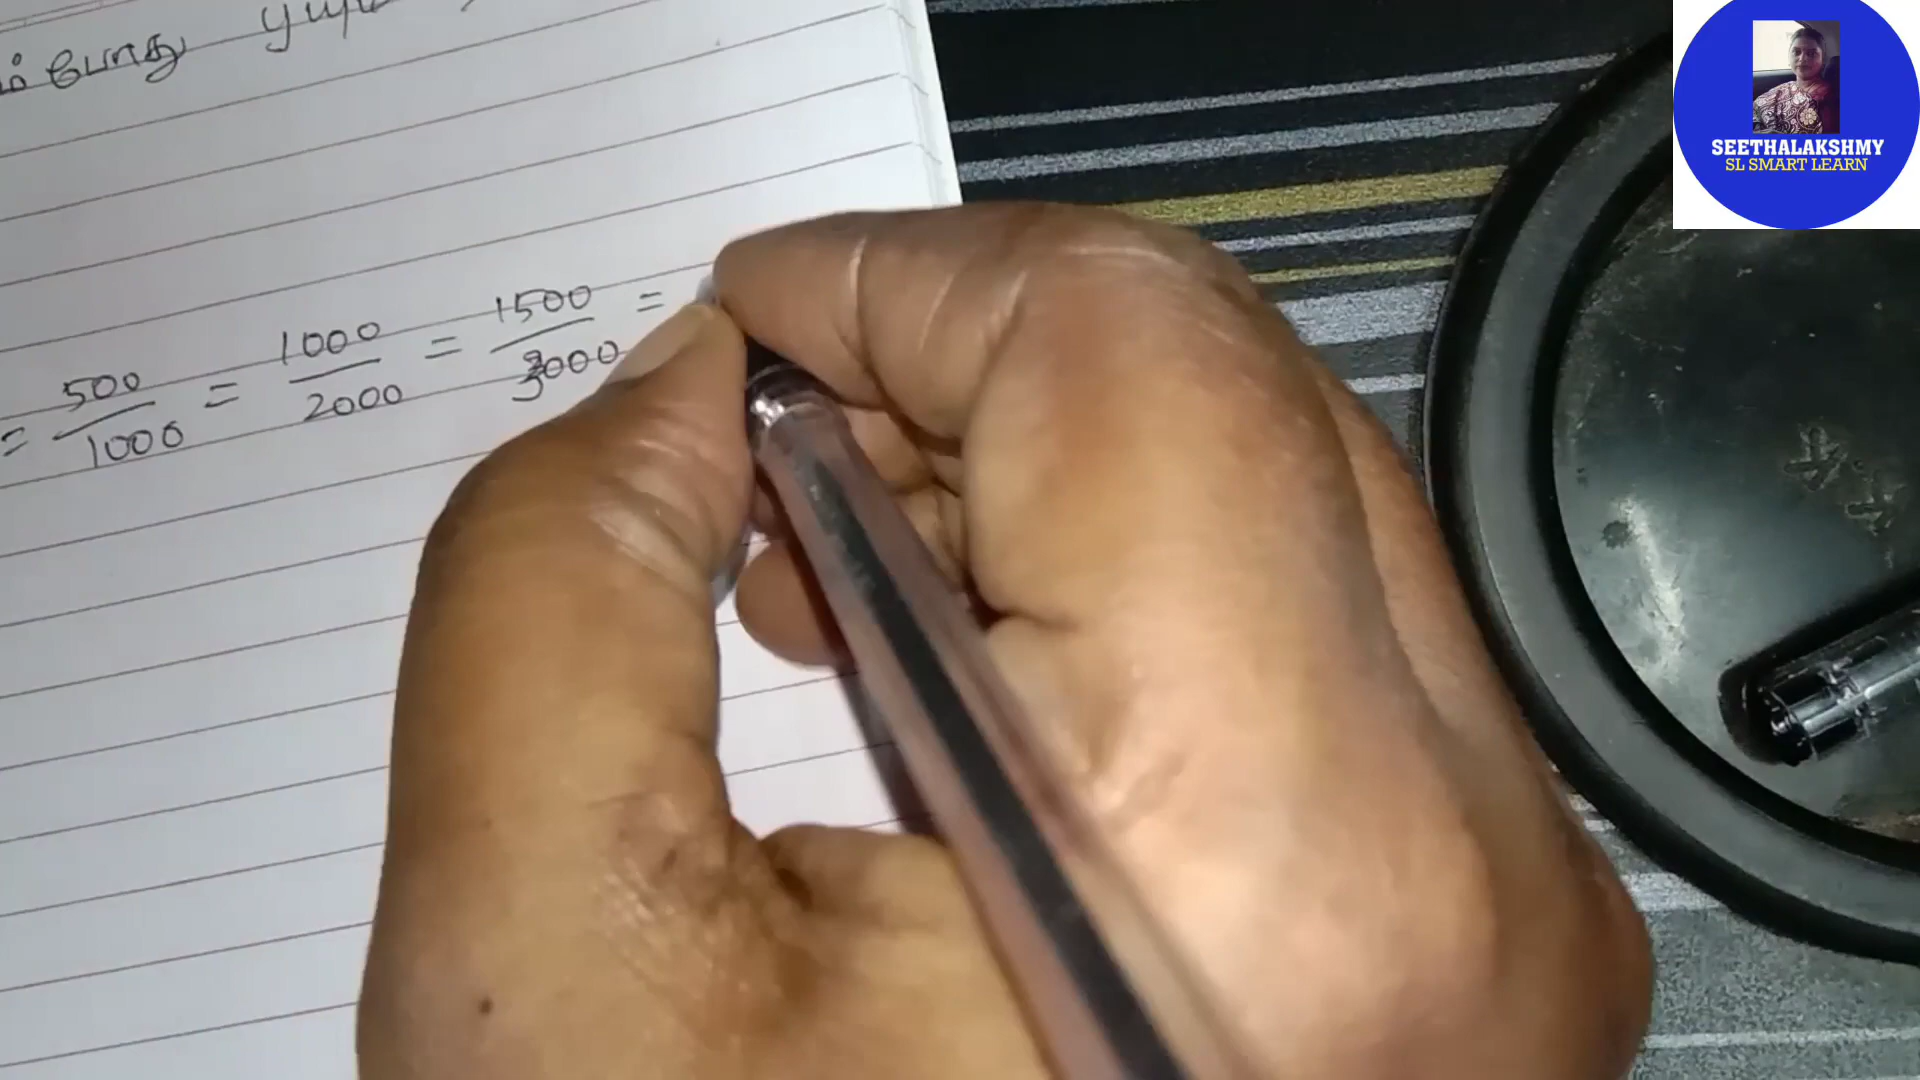 ம் போது
= 500/1000 = 1000/2000 = 1500/3000 =
SEETHALAKSHMY
SL SMART LEARN